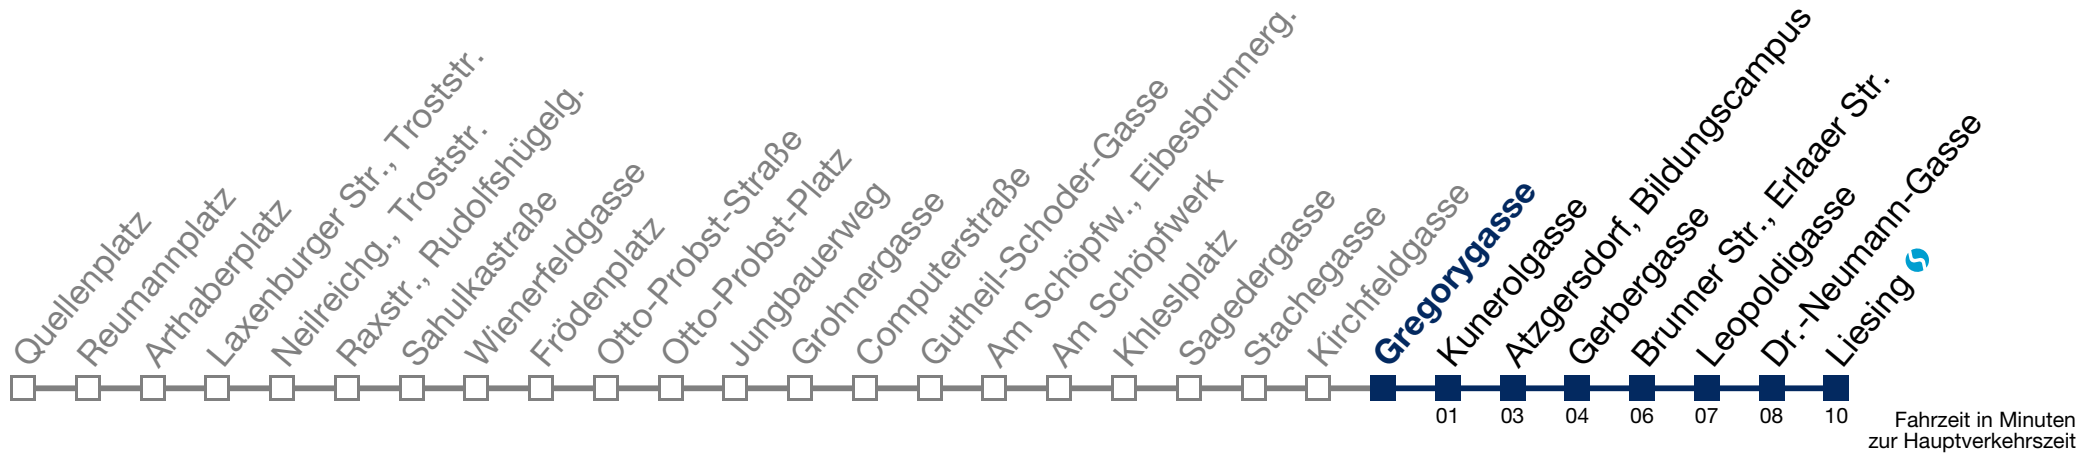 Quellenplatz
Reumannplatz
Arthaberplatz
Laxenburger Str., Troststr.
Neilreichg., Troststr.
Raxstr., Rudolfshügelg.
Sahulkastraße
Wienerfeldgasse
Frödenplatz
Otto-Probst-Straße
Otto-Probst-Platz
Jungbauerweg
Grohnergasse
Computerstraße
Gutheil-Schoder-Gasse
Am Schöpfw., Eibesbrunnerg.
Am Schöpfwerk
Khleslplatz
Sagedergasse
Stachegasse
Kirchfeldgasse
Gregorygasse
Kunerolgasse
Atzgersdorf, Bildungscampus
Gerbergasse
Brunner Str., Erlaaer Str.
Leopoldigasse
Dr.-Neumann-Gasse
Liesing
01 03 04 06 07 08 10
Fahrzeit in Minuten
zur Hauptverkehrszeit